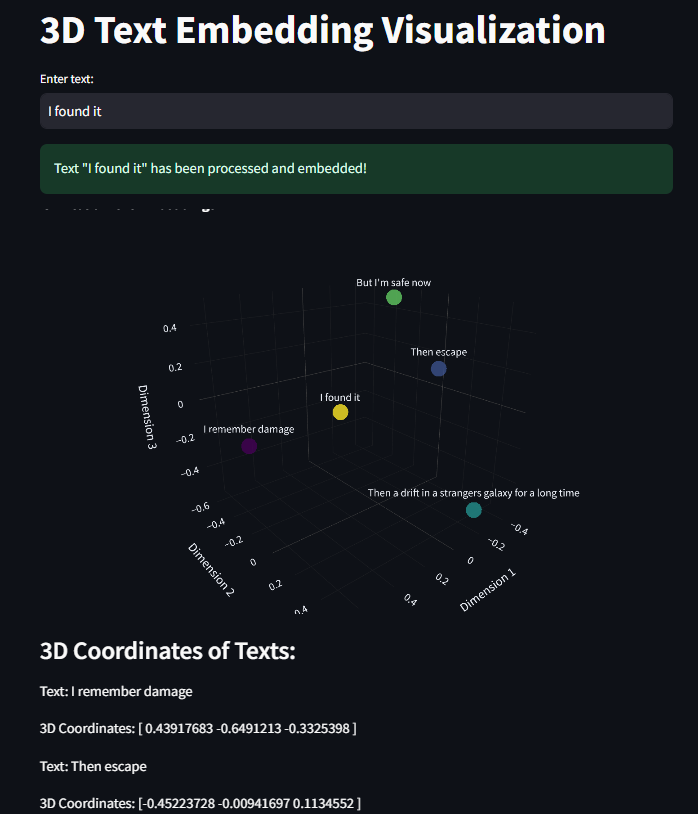 3D Text Embedding Visualization
Enter text:
I found it
Text "I found it" has been processed and embedded!
But I'm safe now
Then escape
I found it
I remember damage
Then a drift in a strangers galaxy for a long time
0.4
0.2
0
−0.2
−0.4
−0.6
Dimension 3
−0.4
−0.2
0
0.2
0.4
Dimension 2
0.4
0.2
0
−0.2
−0.4
Dimension 1
3D Coordinates of Texts:
Text: I remember damage
3D Coordinates: [ 0.43917683 -0.6491213 -0.3325398 ]
Text: Then escape
3D Coordinates: [-0.45223728 -0.00941697 0.1134552 ]